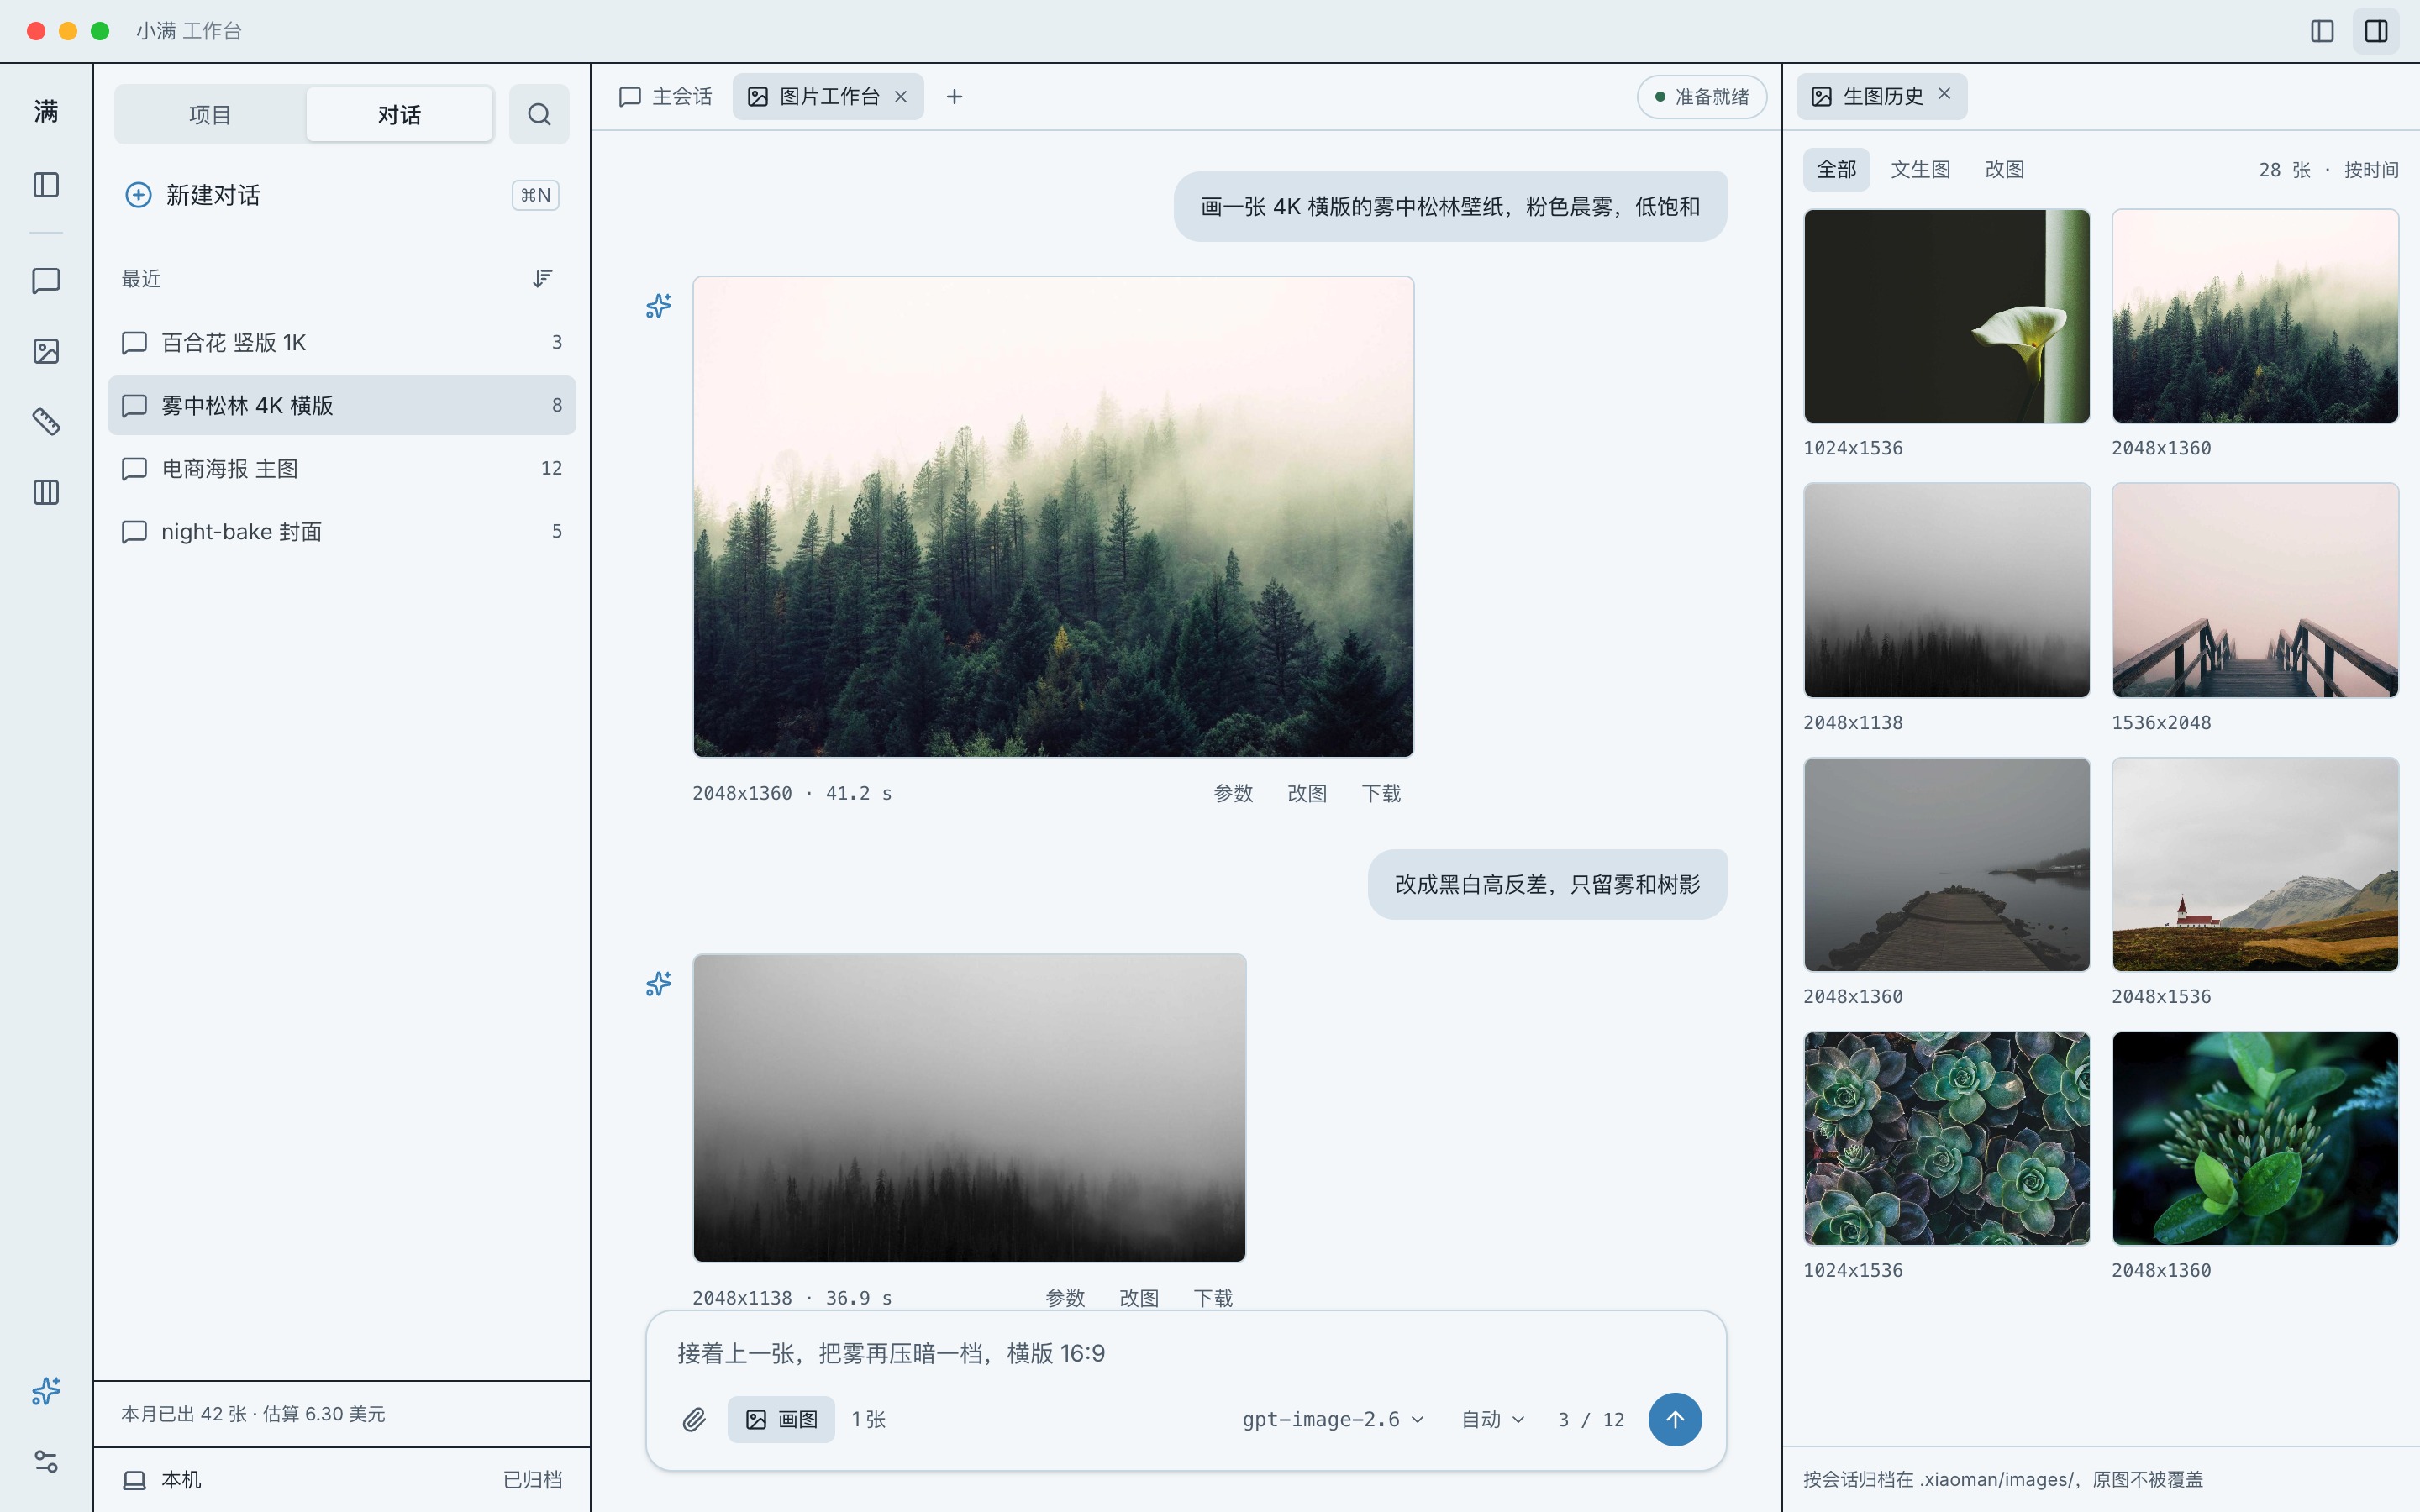 小满 工作台
满
项目
对话
新建对话
⌘N
最近
百合花 竖版 1K
3
雾中松林 4K 横版
8
电商海报 主图
12
night-bake 封面
5
本月已出 42 张 · 估算 6.30 美元
本机
已归档
主会话
图片工作台
准备就绪
画一张 4K 横版的雾中松林壁纸，粉色晨雾，低饱和
2048x1360 · 41.2 s
参数
改图
下载
改成黑白高反差，只留雾和树影
2048x1138 · 36.9 s
参数
改图
下载
接着上一张，把雾再压暗一档，横版 16:9
画图
1 张
gpt-image-2.6
自动
3 / 12
生图历史
全部
文生图
改图
28 张 · 按时间
1024x1536
2048x1360
2048x1138
1536x2048
2048x1360
2048x1536
1024x1536
2048x1360
按会话归档在 .xiaoman/images/，原图不被覆盖